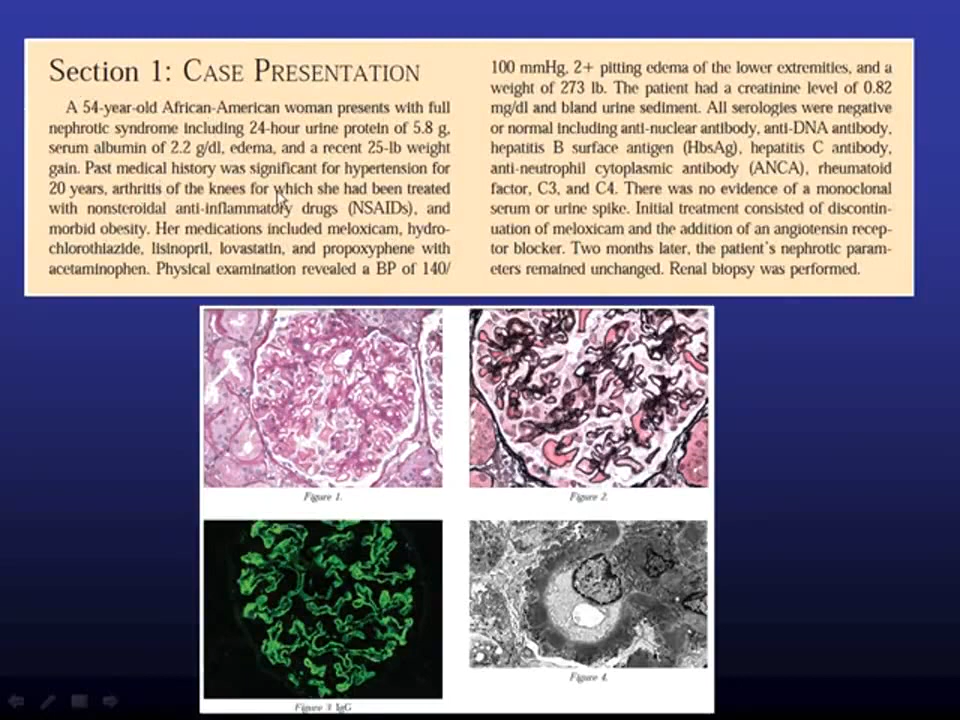 Section 1: CASE PRESENTATION
A 54-year-old African-American woman presents with full
nephrotic syndrome including 24-hour urine protein of 5.8 g,
serum albumin of 2.2 g/dl, edema, and a recent 25-lb weight
gain. Past medical history was significant for hypertension for
20 years, arthritis of the knees for which she had been treated
with nonsteroidal anti-inflammatory drugs (NSAIDs), and
morbid obesity. Her medications included meloxicam, hydro-
chlorothiazide, lisinopril, lovastatin, and propoxyphene with
acetaminophen. Physical examination revealed a BP of 140/
100 mmHg, 2+ pitting edema of the lower extremities, and a
weight of 273 lb. The patient had a creatinine level of 0.82
mg/dl and bland urine sediment. All serologies were negative
or normal including anti-nuclear antibody, anti-DNA antibody,
hepatitis B surface antigen (HbsAg), hepatitis C antibody,
anti-neutrophil cytoplasmic antibody (ANCA), rheumatoid
factor, C3, and C4. There was no evidence of a monoclonal
serum or urine spike. Initial treatment consisted of discontin-
uation of meloxicam and the addition of an angiotensin recep-
tor blocker. Two months later, the patient's nephrotic param-
eters remained unchanged. Renal biopsy was performed.
Figure 1.
Figure 2.
Figure 3 IgG
Figure 4.